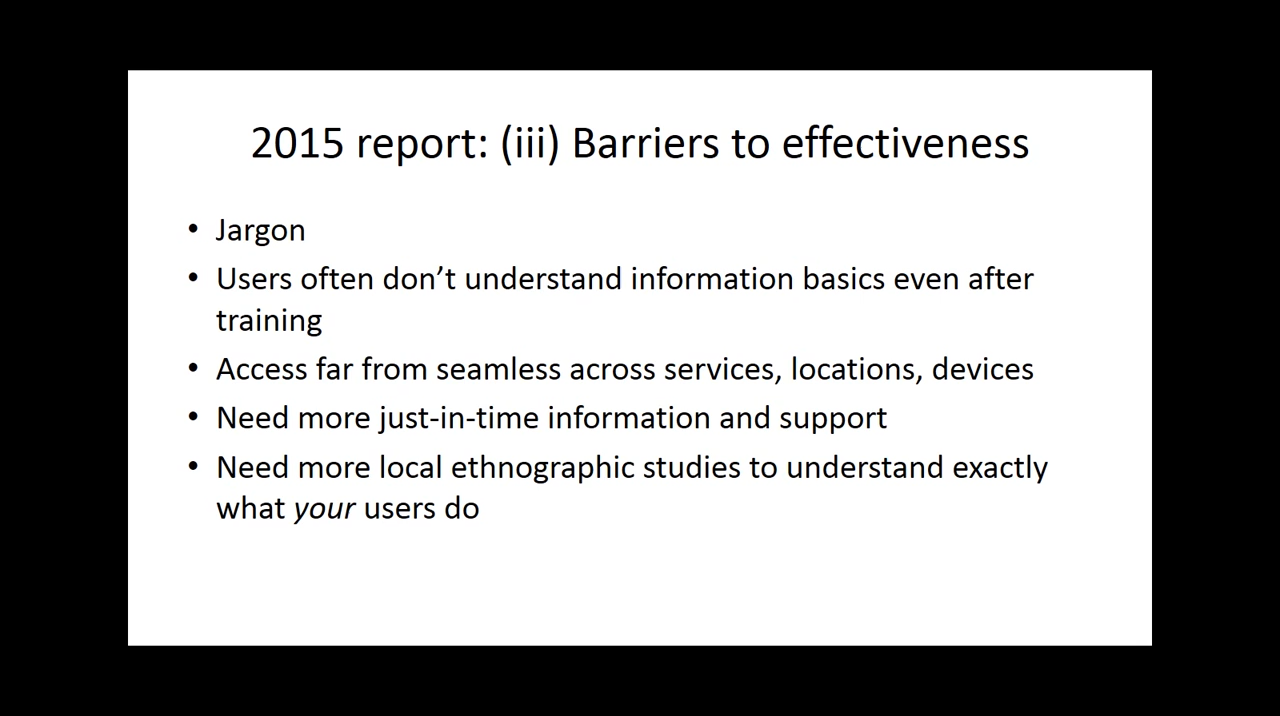 2015 report: (iii) Barriers to effectiveness
• Jargon
• Users often don’t understand information basics even after
training
• Access far from seamless across services, locations, devices
• Need more just-in-time information and support
• Need more local ethnographic studies to understand exactly
what your users do